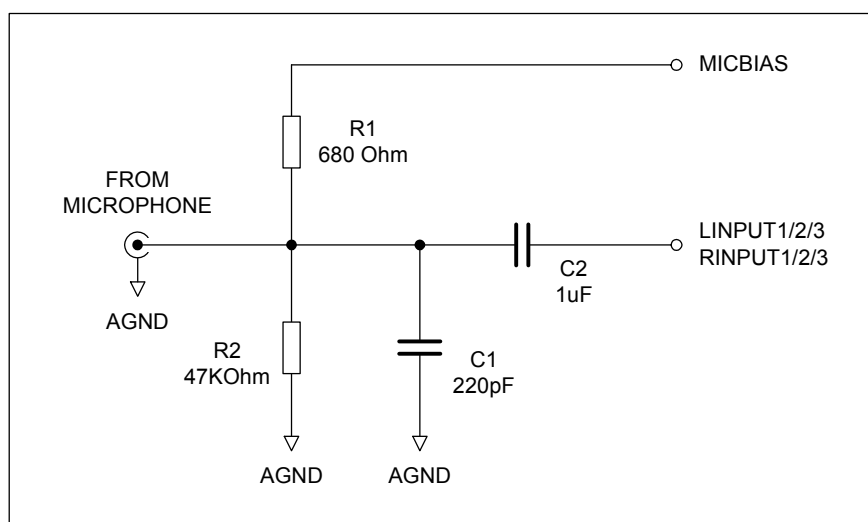 MICBIAS
R1
680 Ohm
FROM
MICROPHONE
LINPUT1/2/3
RINPUT1/2/3
C2
1uF
AGND
R2
47KOhm
C1
220pF
AGND
AGND